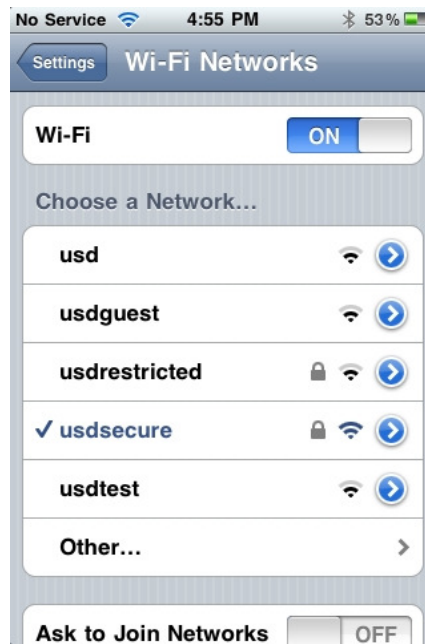 No Service 4:55 PM 53%
Settings Wi-Fi Networks
Wi-Fi ON
Choose a Network...
usd
usdguest
usdrestricted
usdsecure
usdtest
Other...
Ask to Join Networks OFF